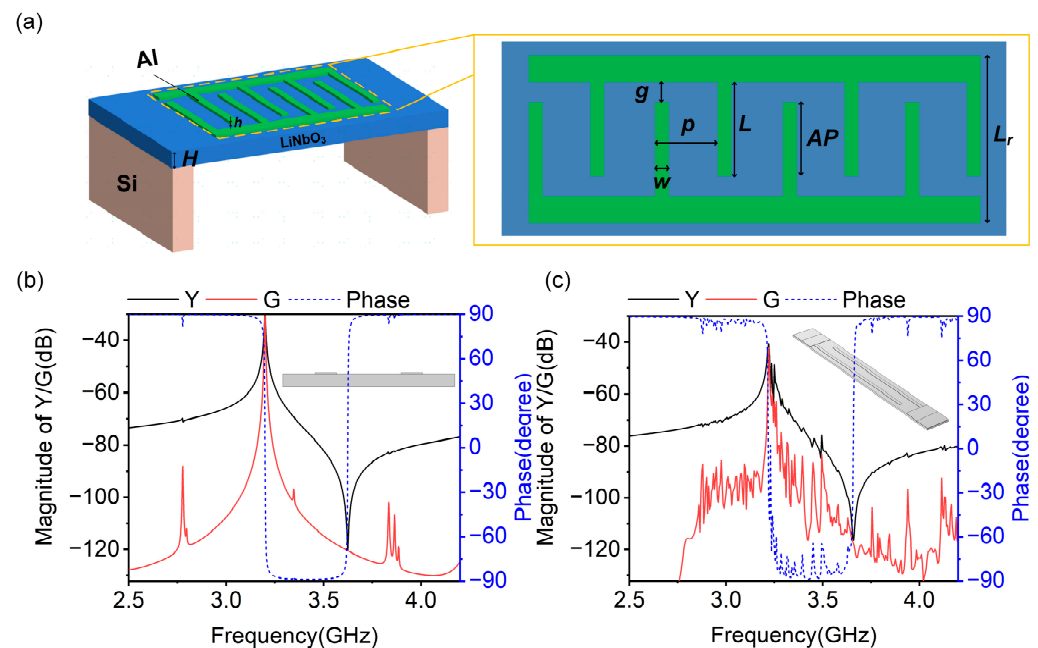 (a)
Al
h
H
LiNbO₃
Si
g
p
L
AP
w
Lᵣ
(b)
Y G Phase
Magnitude of Y/G(dB)
−40
−60
−80
−100
−120
2.5 3.0 3.5 4.0
Frequency(GHz)
90
60
30
0
−30
−60
−90
Phase(degree)
(c)
Y G Phase
Magnitude of Y/G(dB)
−40
−60
−80
−100
−120
2.5 3.0 3.5 4.0
Frequency(GHz)
90
60
30
0
−30
−60
−90
Phase(degree)